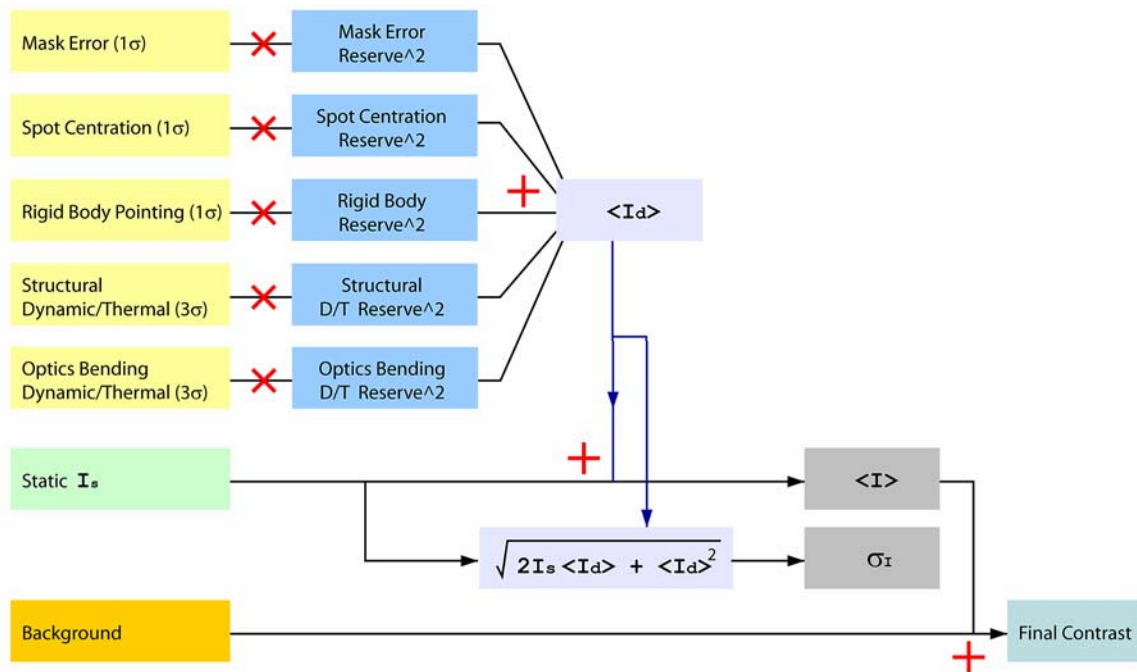 Mask Error (1σ)
Mask Error
Reserve^2
Spot Centration (1σ)
Spot Centration
Reserve^2
Rigid Body Pointing (1σ)
Rigid Body
Reserve^2
<Id>
Structural
Dynamic/Thermal (3σ)
Structural
D/T Reserve^2
Optics Bending
Dynamic/Thermal (3σ)
Optics Bending
D/T Reserve^2
Static Is
<I>
√2Is<Id> + <Id>²
σI
Background
Final Contrast